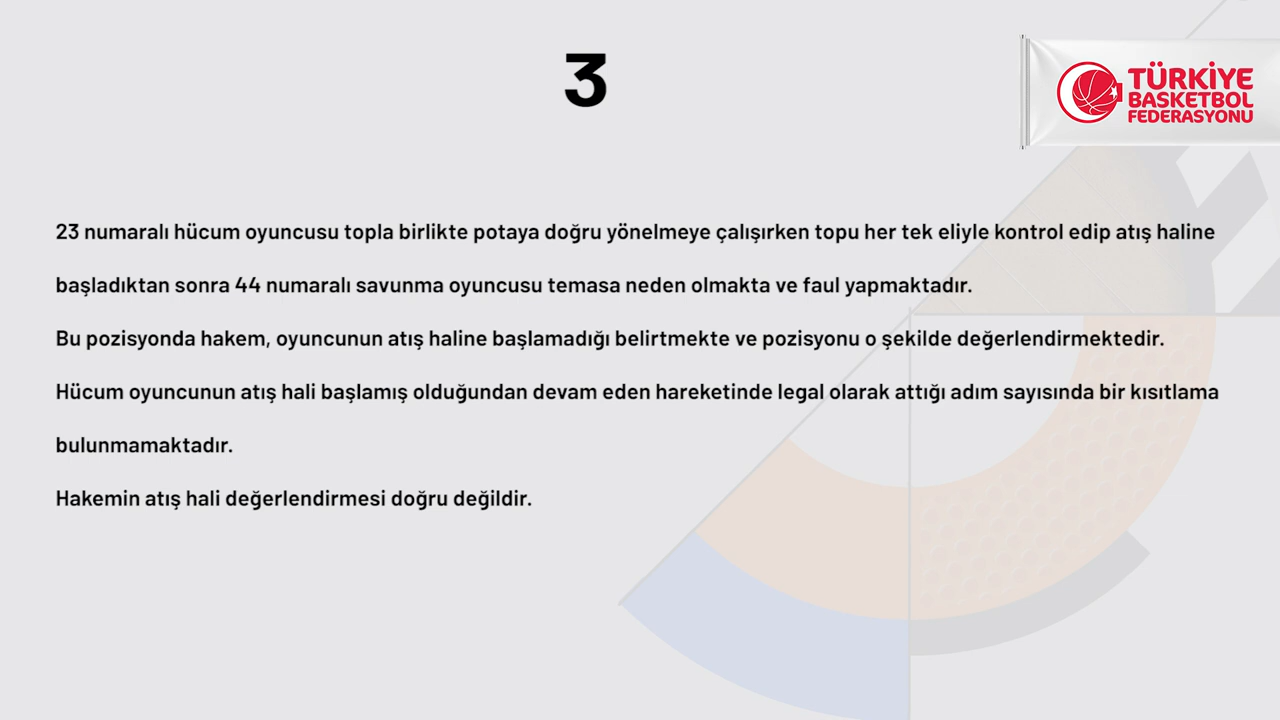 3
TÜRKİYE
BASKETBOL
FEDERASYONU
23 numaralı hücum oyuncusu topla birlikte potaya doğru yönelmeye çalışırken topu her tek eliyle kontrol edip atış haline
başladıktan sonra 44 numaralı savunma oyuncusu temasa neden olmakta ve faul yapmaktadır.
Bu pozisyonda hakem, oyuncunun atış haline başlamadığı belirtmekte ve pozisyonu o şekilde değerlendirmektedir.
Hücum oyuncunun atış hali başlamış olduğundan devam eden hareketinde legal olarak attığı adım sayısında bir kısıtlama
bulunmamaktadır.
Hakemin atış hali değerlendirmesi doğru değildir.